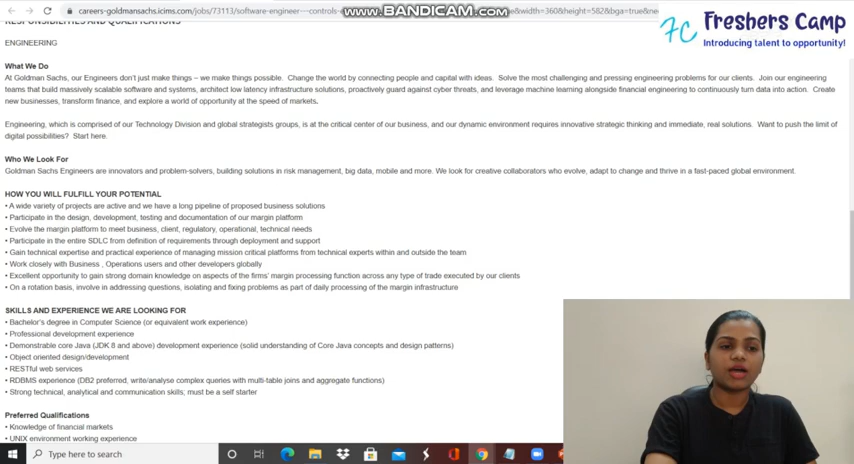 careers-goldmansachs.icims.com/jobs/73113/software-engineer---controls-
WWW.BANDICAM.COM
e&width=360&height=582&bga=true&nee
RESPONSIBILITIES AND QUALIFICATIONS
Freshers Camp
Introducing talent to opportunity!
ENGINEERING
What We Do
At Goldman Sachs, our Engineers don't just make things – we make things possible. Change the world by connecting people and capital with ideas. Solve the most challenging and pressing engineering problems for our clients. Join our engineering
teams that build massively scalable software and systems, architect low latency infrastructure solutions, proactively guard against cyber threats, and leverage machine learning alongside financial engineering to continuously turn data into action. Create
new businesses, transform finance, and explore a world of opportunity at the speed of markets.
Engineering, which is comprised of our Technology Division and global strategists groups, is at the critical center of our business, and our dynamic environment requires innovative strategic thinking and immediate, real solutions. Want to push the limit of
digital possibilities? Start here.
Who We Look For
Goldman Sachs Engineers are innovators and problem-solvers, building solutions in risk management, big data, mobile and more. We look for creative collaborators who evolve, adapt to change and thrive in a fast-paced global environment.
HOW YOU WILL FULFILL YOUR POTENTIAL
• A wide variety of projects are active and we have a long pipeline of proposed business solutions
• Participate in the design, development, testing and documentation of our margin platform
• Evolve the margin platform to meet business, client, regulatory, operational, technical needs
• Participate in the entire SDLC from definition of requirements through deployment and support
• Gain technical expertise and practical experience of managing mission critical platforms from technical experts within and outside the team
• Work closely with Business , Operations users and other developers globally
• Excellent opportunity to gain strong domain knowledge on aspects of the firms' margin processing function across any type of trade executed by our clients
• On a rotation basis, involve in addressing questions, isolating and fixing problems as part of daily processing of the margin infrastructure
SKILLS AND EXPERIENCE WE ARE LOOKING FOR
• Bachelor's degree in Computer Science (or equivalent work experience)
• Professional development experience
• Demonstrable core Java (JDK 8 and above) development experience (solid understanding of Core Java concepts and design patterns)
• Object oriented design/development
• RESTful web services
• RDBMS experience (DB2 preferred, write/analyse complex queries with multi-table joins and aggregate functions)
• Strong technical, analytical and communication skills; must be a self starter
Preferred Qualifications
• Knowledge of financial markets
• UNIX environment working experience
Type here to search